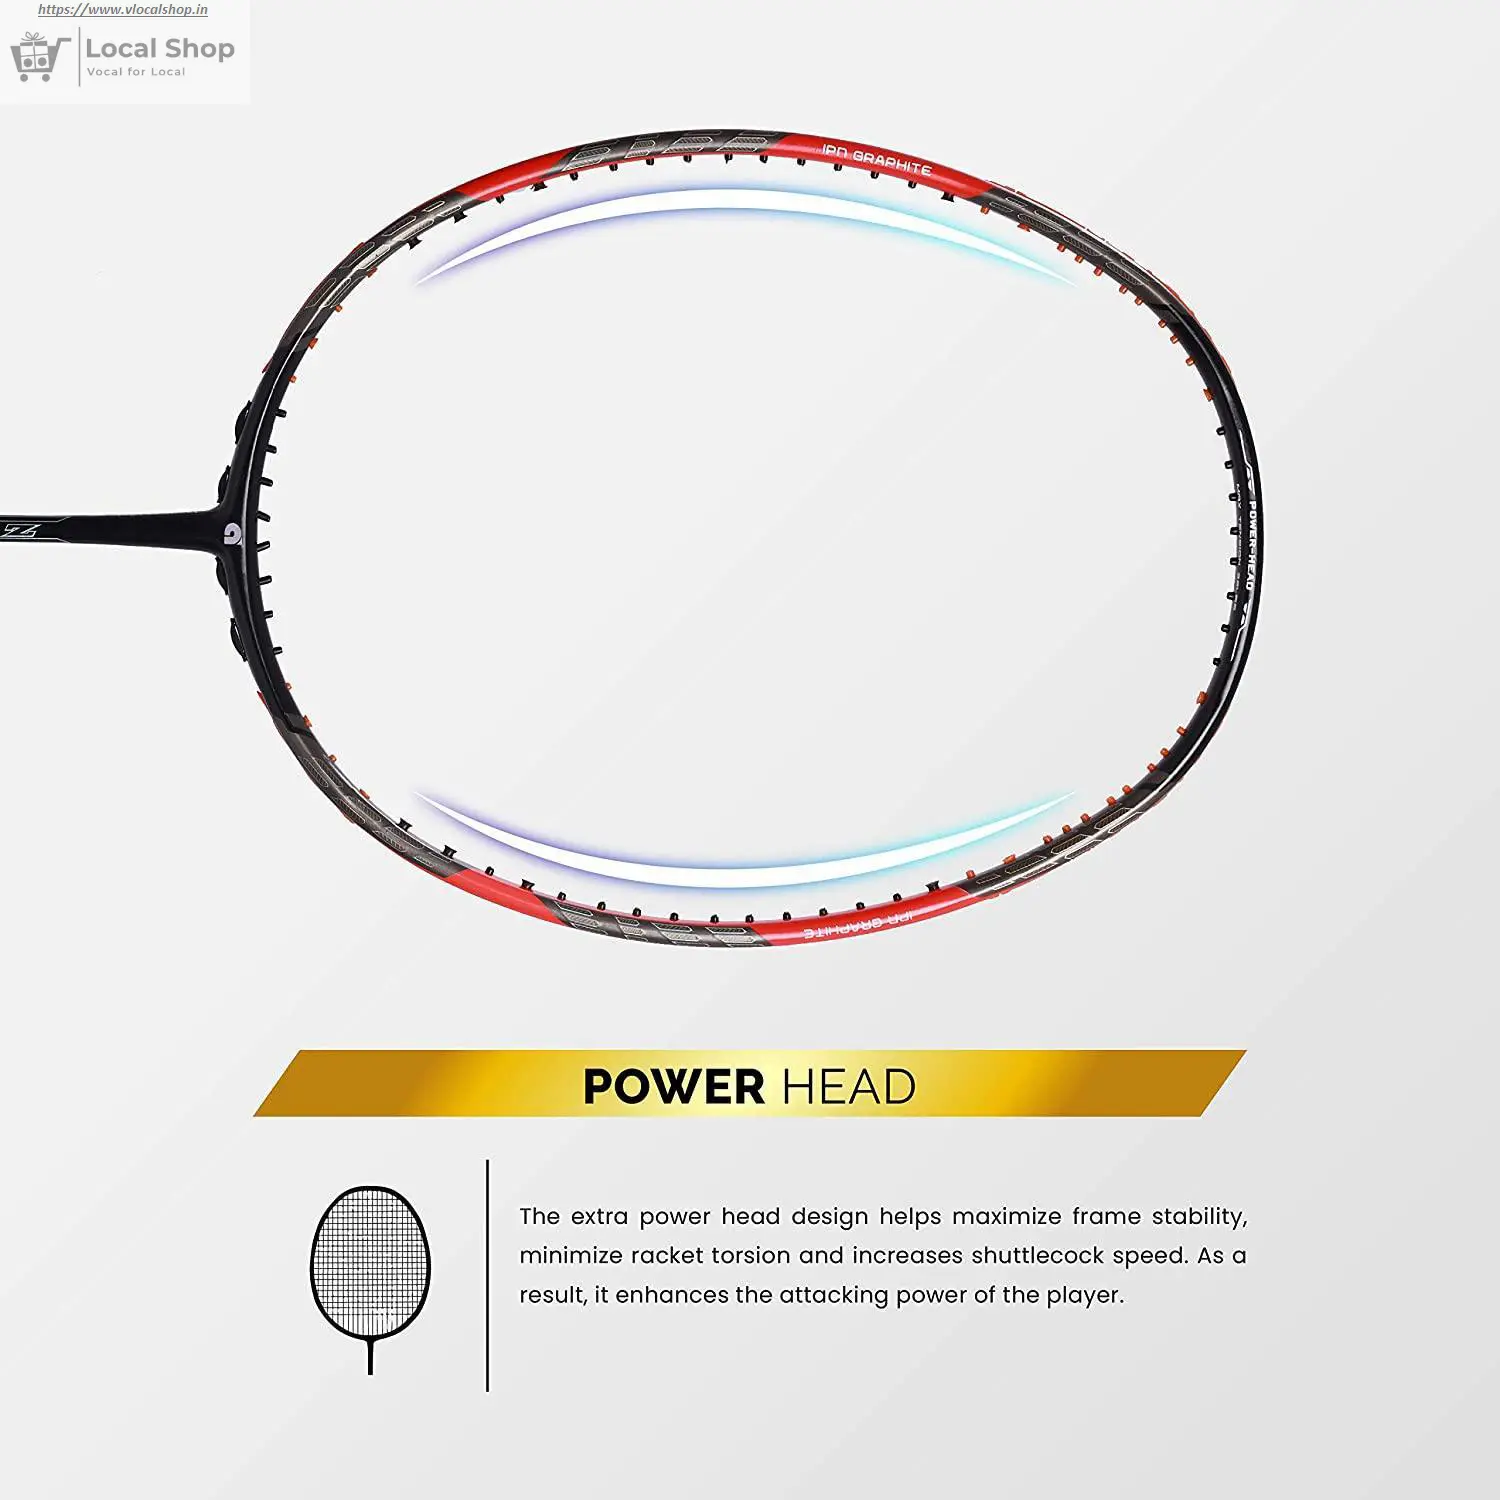 https://www.vlocalshop.in
Local Shop
Vocal for Local
IPN GRAPHITE
Z
POWER-HEAD
IPN GRAPHITE
POWER HEAD
The extra power head design helps maximize frame stability,
minimize racket torsion and increases shuttlecock speed. As a
result, it enhances the attacking power of the player.